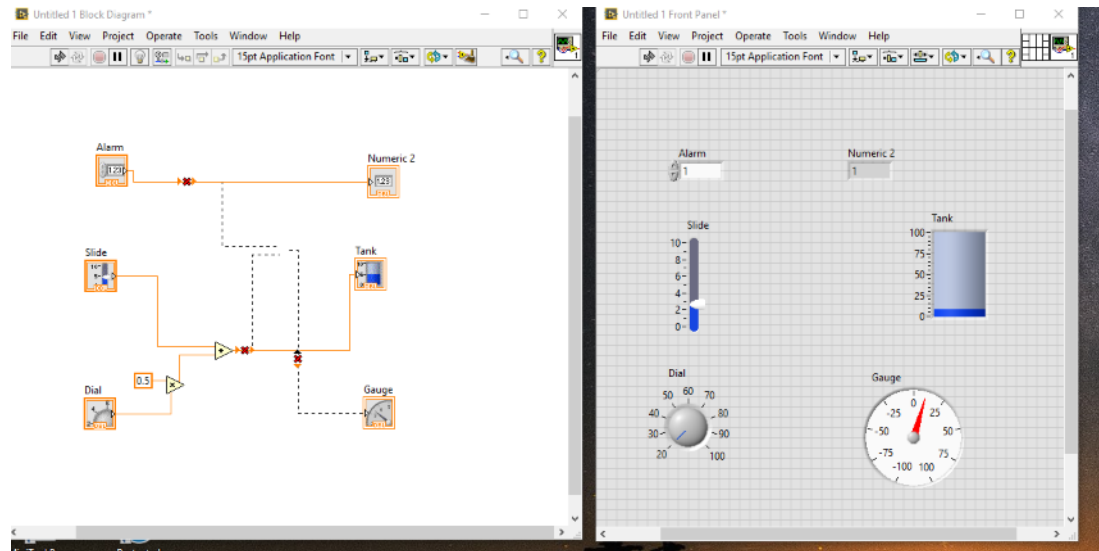 Untitled 1 Block Diagram *
File Edit View Project Operate Tools Window Help
15pt Application Font
Alarm
1.23
Numeric 2
1.23
Slide
Tank
0.5
Dial
Gauge
Untitled 1 Front Panel *
File Edit View Project Operate Tools Window Help
15pt Application Font
Alarm
1
Numeric 2
1
Slide
10
8
6
4
2
0
Tank
100
75
50
25
0
Dial
50 60 70
40 80
30 90
20 100
Gauge
0
-25 25
-50 50
-75 75
-100 100